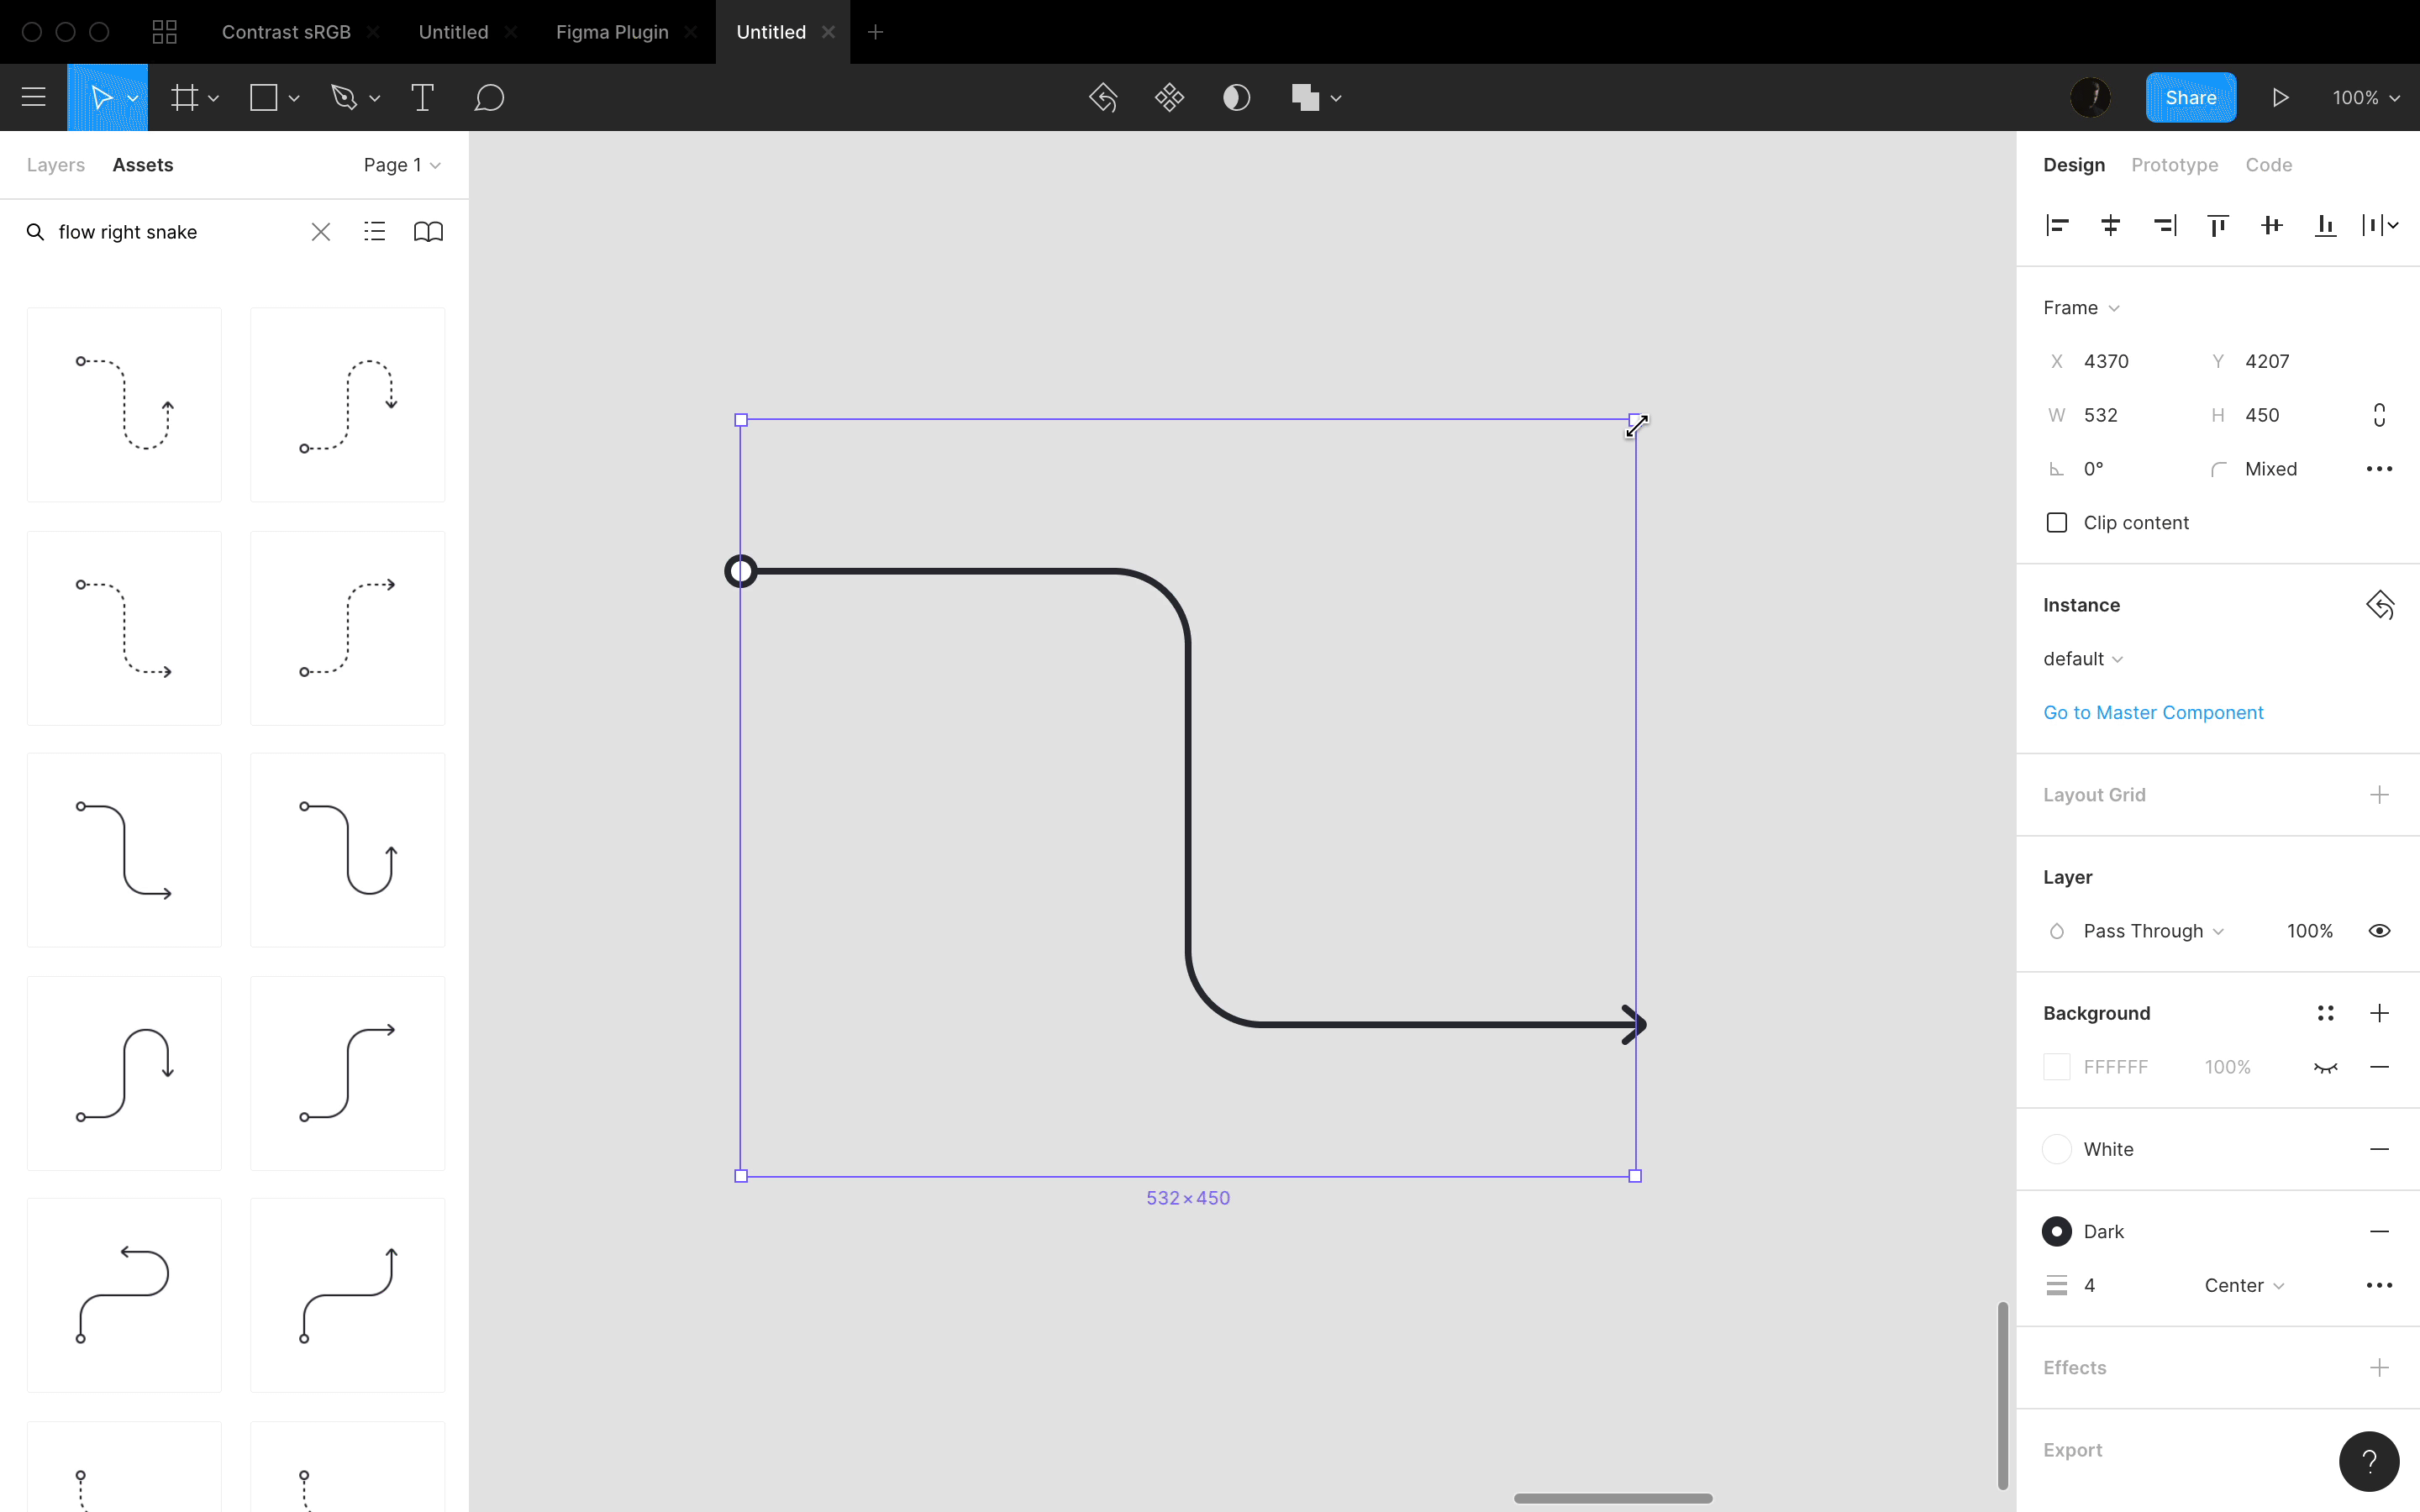 Contrast sRGB
Untitled
Figma Plugin
Untitled
Share
100%
Layers
Assets
Page 1
flow right snake
532×450
Design
Prototype
Code
Frame
X 4370 Y 4207
W 532 H 450
0° Mixed
Clip content
Instance
default
Go to Master Component
Layout Grid
Layer
Pass Through 100%
Background
FFFFFF 100%
White
Dark
4 Center
Effects
Export
?